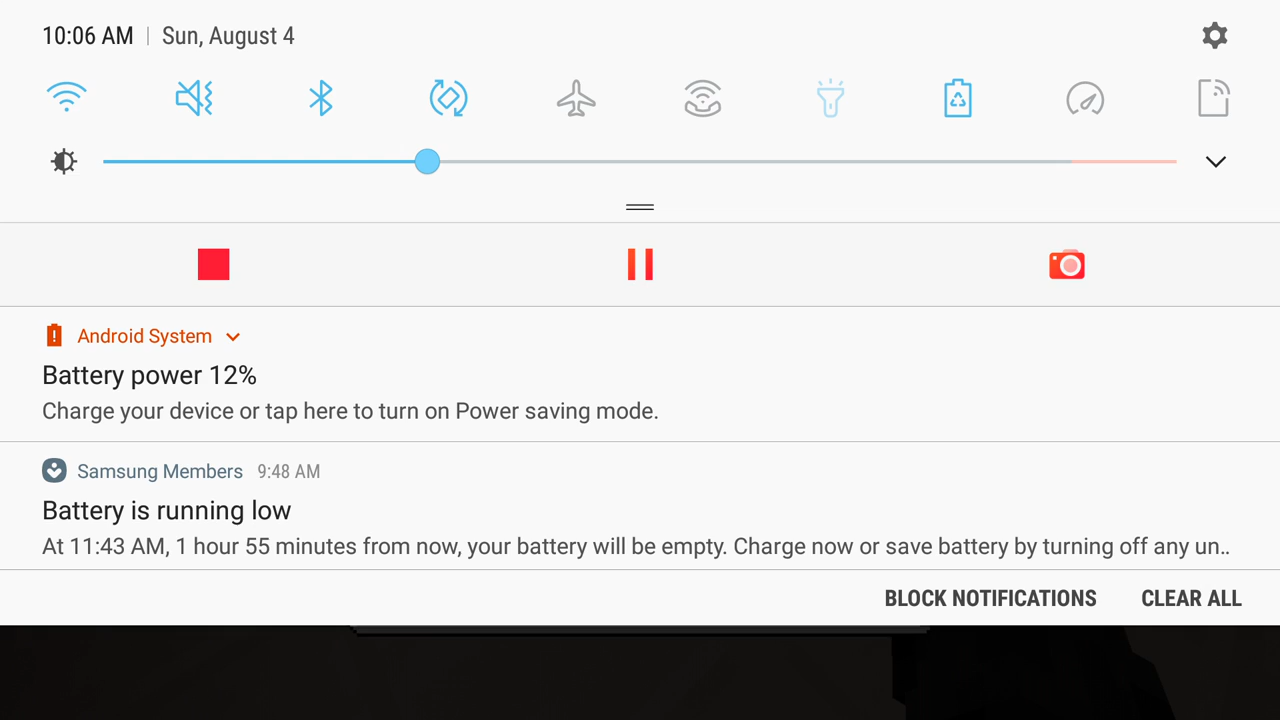 10:06 AM | Sun, August 4
Android System
Battery power 12%
Charge your device or tap here to turn on Power saving mode.
Samsung Members 9:48 AM
Battery is running low
At 11:43 AM, 1 hour 55 minutes from now, your battery will be empty. Charge now or save battery by turning off any un..
BLOCK NOTIFICATIONS CLEAR ALL